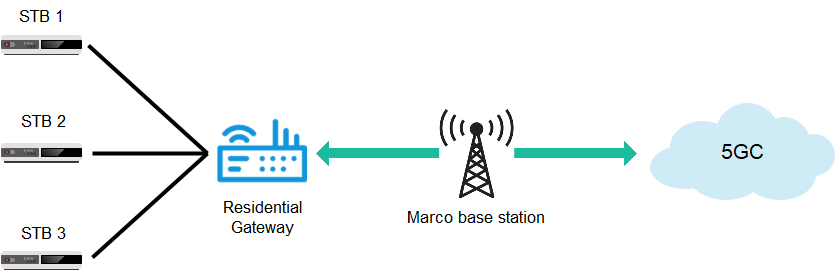 STB 1
STB 2
STB 3
Residential
Gateway
Marco base station
5GC